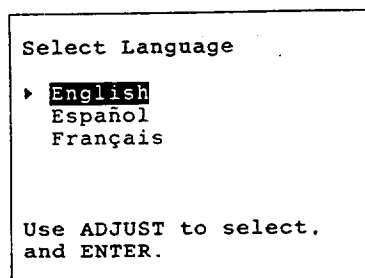 Select Language
English
Español
Français
Use ADJUST to select,
and ENTER.